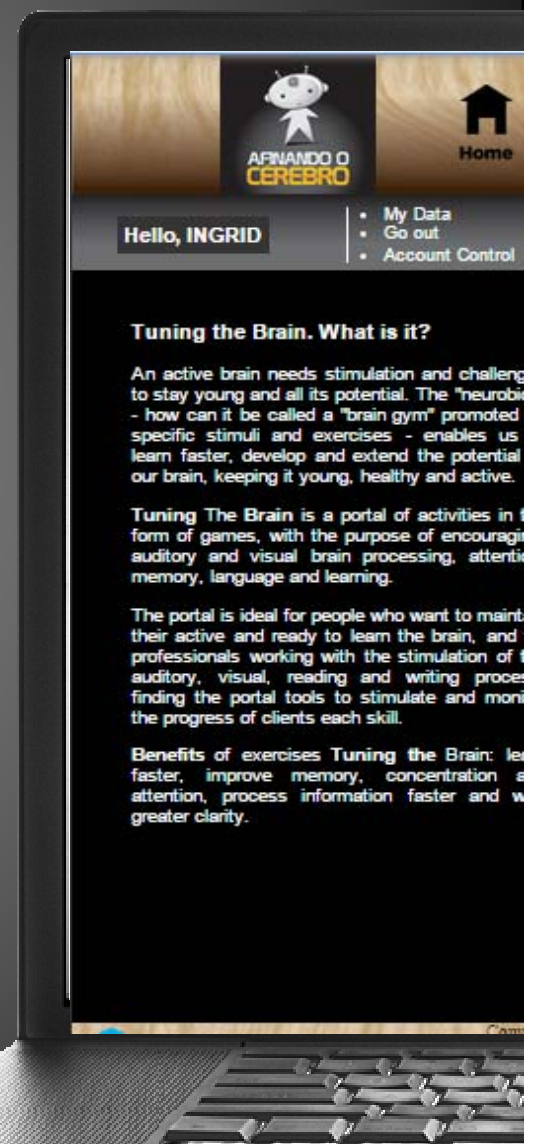 AFINANDO O
CEREBRO
Home
Hello, INGRID
• My Data
• Go out
• Account Control
Tuning the Brain. What is it?
An active brain needs stimulation and challeng
to stay young and all its potential. The "neurobic
- how can it be called a "brain gym" promoted
specific stimuli and exercises - enables us
learn faster, develop and extend the potential
our brain, keeping it young, healthy and active.
Tuning The Brain is a portal of activities in t
form of games, with the purpose of encouragin
auditory and visual brain processing, attentio
memory, language and learning.
The portal is ideal for people who want to mainta
their active and ready to learn the brain, and
professionals working with the stimulation of t
auditory, visual, reading and writing proces
finding the portal tools to stimulate and moni
the progress of clients each skill.
Benefits of exercises Tuning the Brain: lea
faster, improve memory, concentration a
attention, process information faster and w
greater clarity.